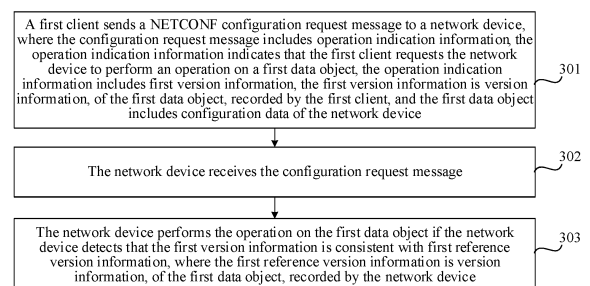 A first client sends a NETCONF configuration request message to a network device,
where the configuration request message includes operation indication information, the
operation indication information indicates that the first client requests the network
device to perform an operation on a first data object, the operation indication
information includes first version information, the first version information is version
information, of the first data object, recorded by the first client, and the first data object
includes configuration data of the network device
301
The network device receives the configuration request message
302
The network device performs the operation on the first data object if the network
device detects that the first version information is consistent with first reference
version information, where the first reference version information is version
information, of the first data object, recorded by the network device
303